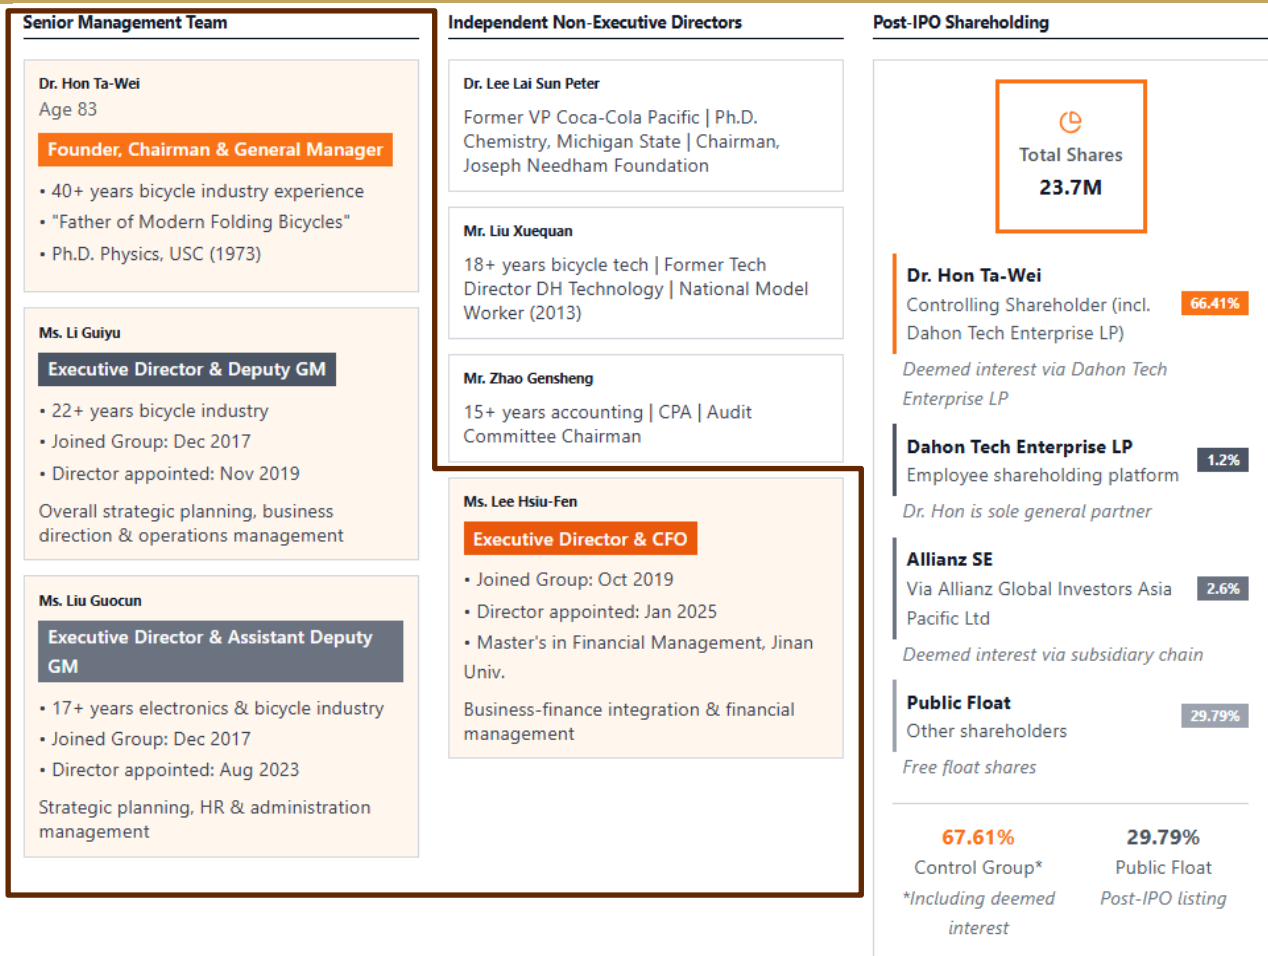 Senior Management Team
Dr. Hon Ta-Wei
Age 83
Founder, Chairman & General Manager
• 40+ years bicycle industry experience
• "Father of Modern Folding Bicycles"
• Ph.D. Physics, USC (1973)
Ms. Li Guiyu
Executive Director & Deputy GM
• 22+ years bicycle industry
• Joined Group: Dec 2017
• Director appointed: Nov 2019
Overall strategic planning, business
direction & operations management
Ms. Liu Guocun
Executive Director & Assistant Deputy
GM
• 17+ years electronics & bicycle industry
• Joined Group: Dec 2017
• Director appointed: Aug 2023
Strategic planning, HR & administration
management
Independent Non-Executive Directors
Dr. Lee Lai Sun Peter
Former VP Coca-Cola Pacific | Ph.D.
Chemistry, Michigan State | Chairman,
Joseph Needham Foundation
Mr. Liu Xuequan
18+ years bicycle tech | Former Tech
Director DH Technology | National Model
Worker (2013)
Mr. Zhao Gensheng
15+ years accounting | CPA | Audit
Committee Chairman
Ms. Lee Hsiu-Fen
Executive Director & CFO
• Joined Group: Oct 2019
• Director appointed: Jan 2025
• Master's in Financial Management, Jinan
Univ.
Business-finance integration & financial
management
Post-IPO Shareholding
Total Shares
23.7M
Dr. Hon Ta-Wei
Controlling Shareholder (incl.
Dahon Tech Enterprise LP)
66.41%
Deemed interest via Dahon Tech
Enterprise LP
Dahon Tech Enterprise LP
Employee shareholding platform
1.2%
Dr. Hon is sole general partner
Allianz SE
Via Allianz Global Investors Asia
Pacific Ltd
2.6%
Deemed interest via subsidiary chain
Public Float
Other shareholders
29.79%
Free float shares
67.61%
Control Group*
*Including deemed
interest
29.79%
Public Float
Post-IPO listing